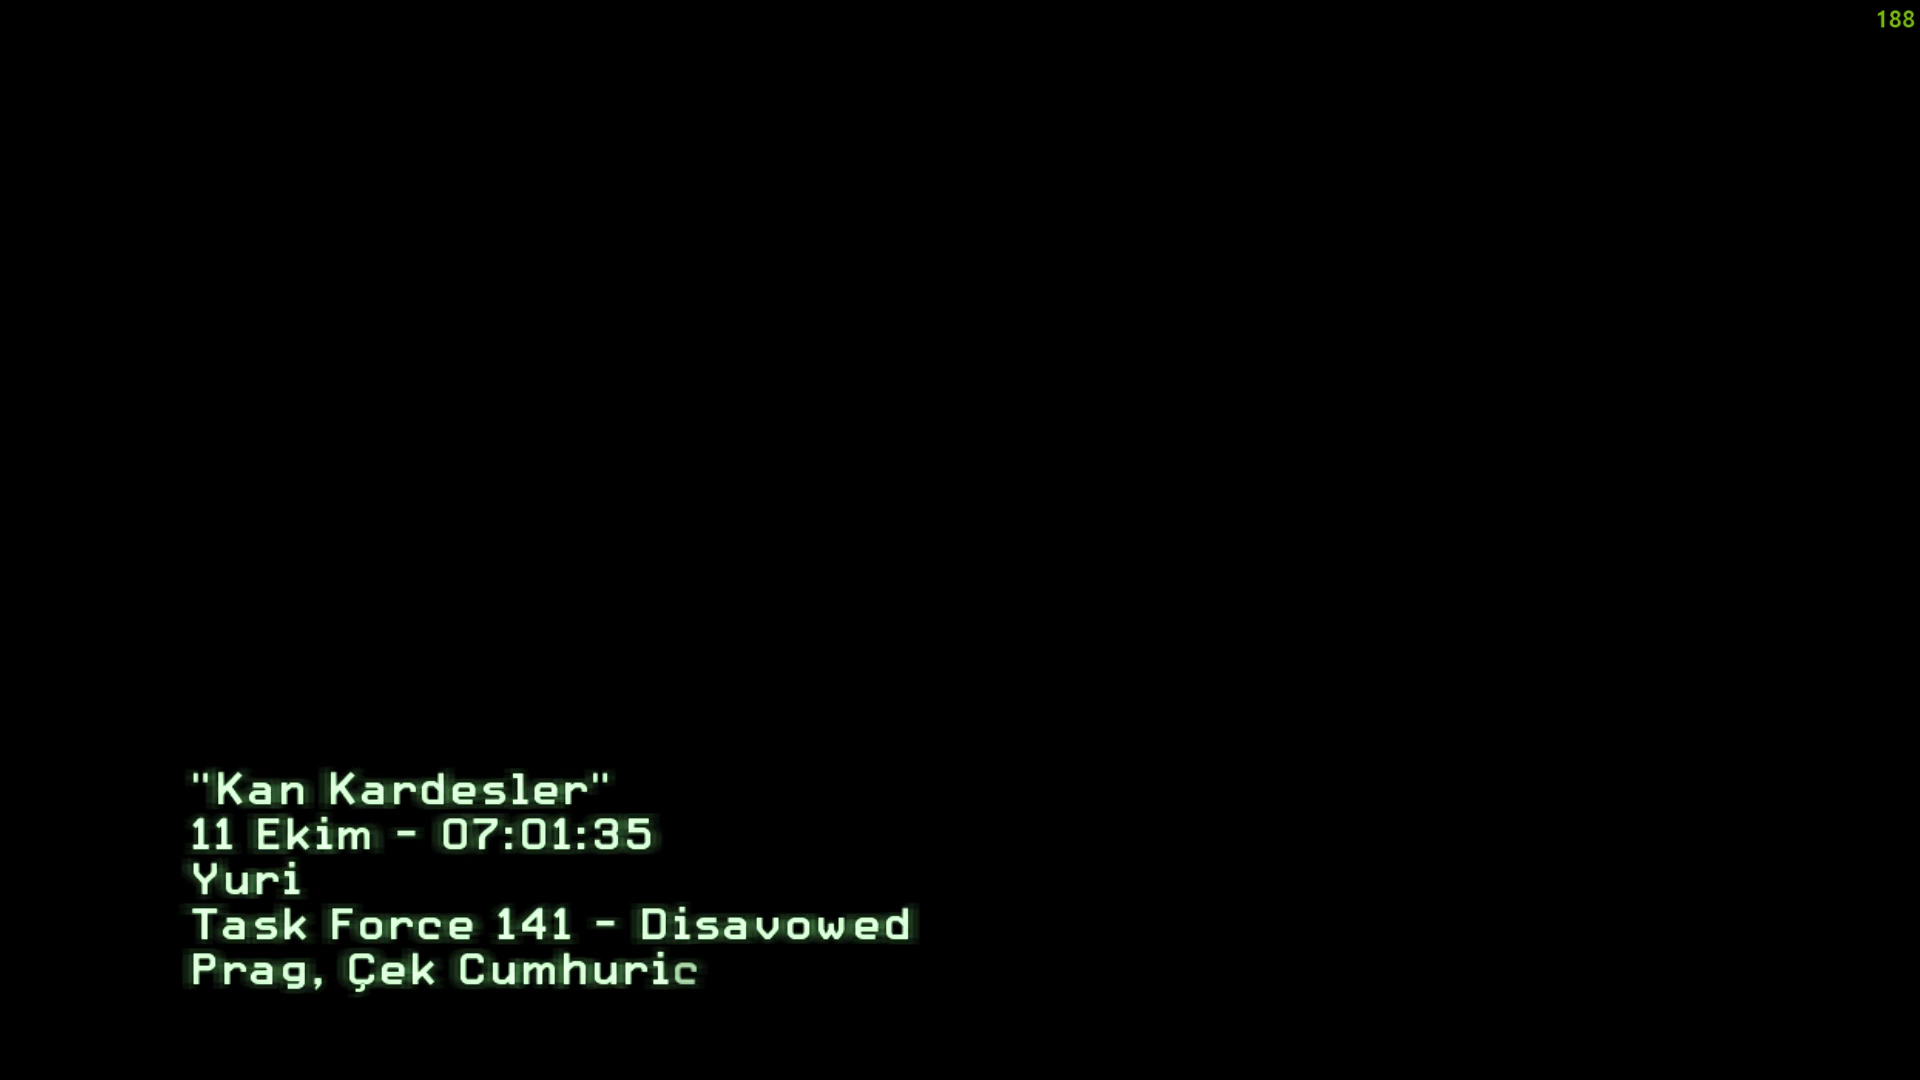 188
"Kan Kardesler"
11 Ekim - 07:01:35
Yuri
Task Force 141 - Disavowed
Prag, Çek Cumhuric